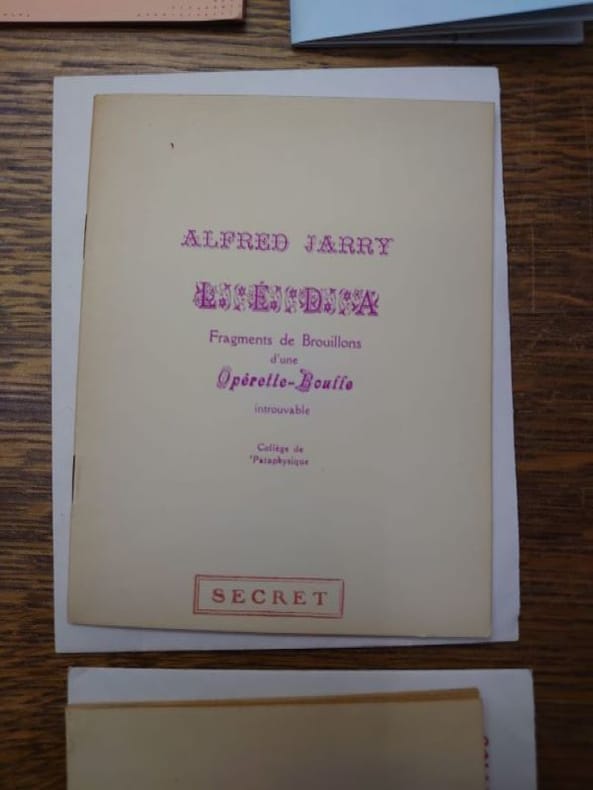 ALFRED JARRY
L É D A
Fragments de Brouillons
d'une
Opérette-Bouffe
introuvable
Collège de
'Pataphysique
SECRET